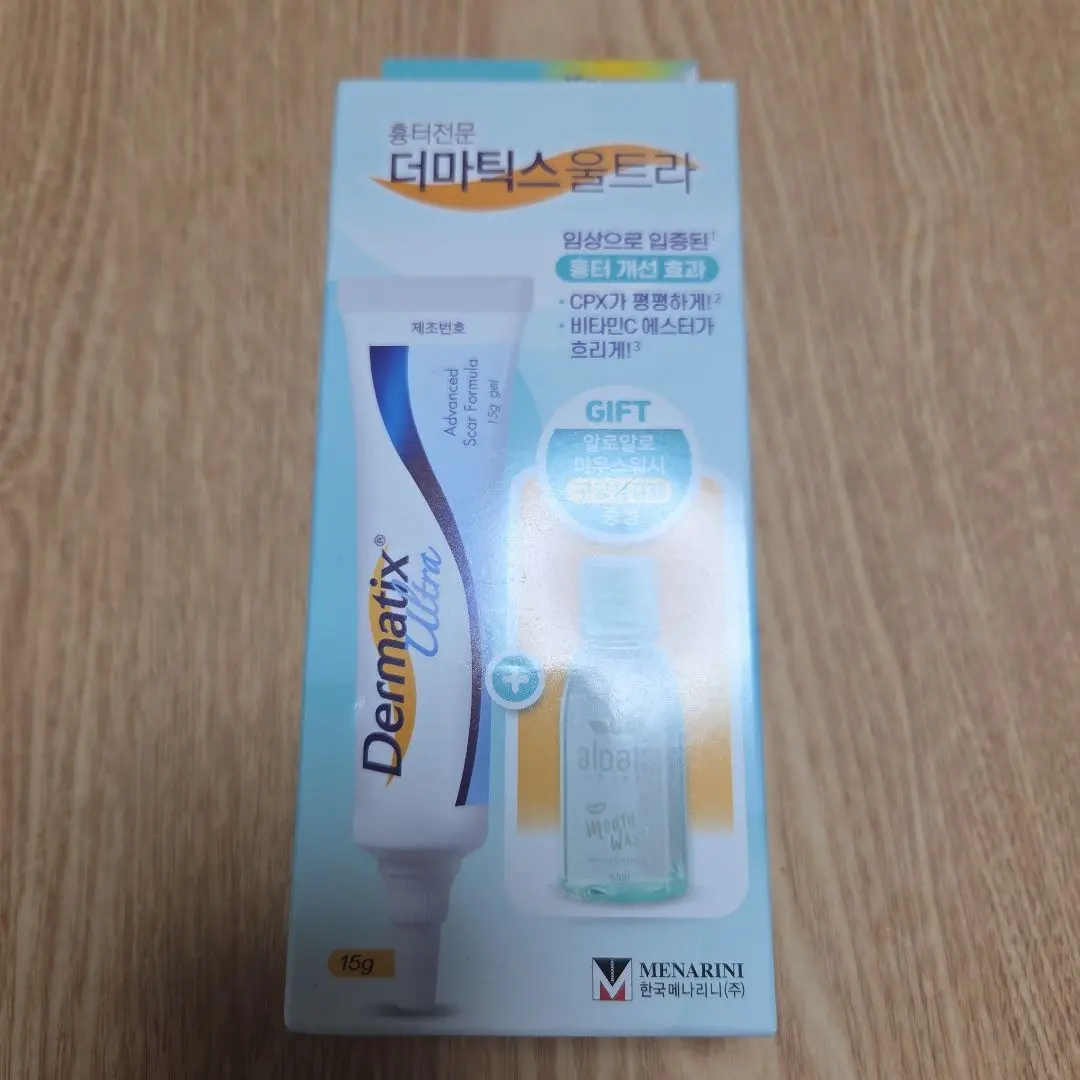 흉터전문
더마틱스 울트라
임상으로 입증된¹
흉터 개선 효과
· CPX가 평평하게!²
· 비타민C 에스터가
흐리게!³
제조번호
Advanced
Scar Formula
15g gel
Dermatix®
Ultra
GIFT
알로알로
마우스워시
증정
+
15g
MENARINI
한국메나리니(주)